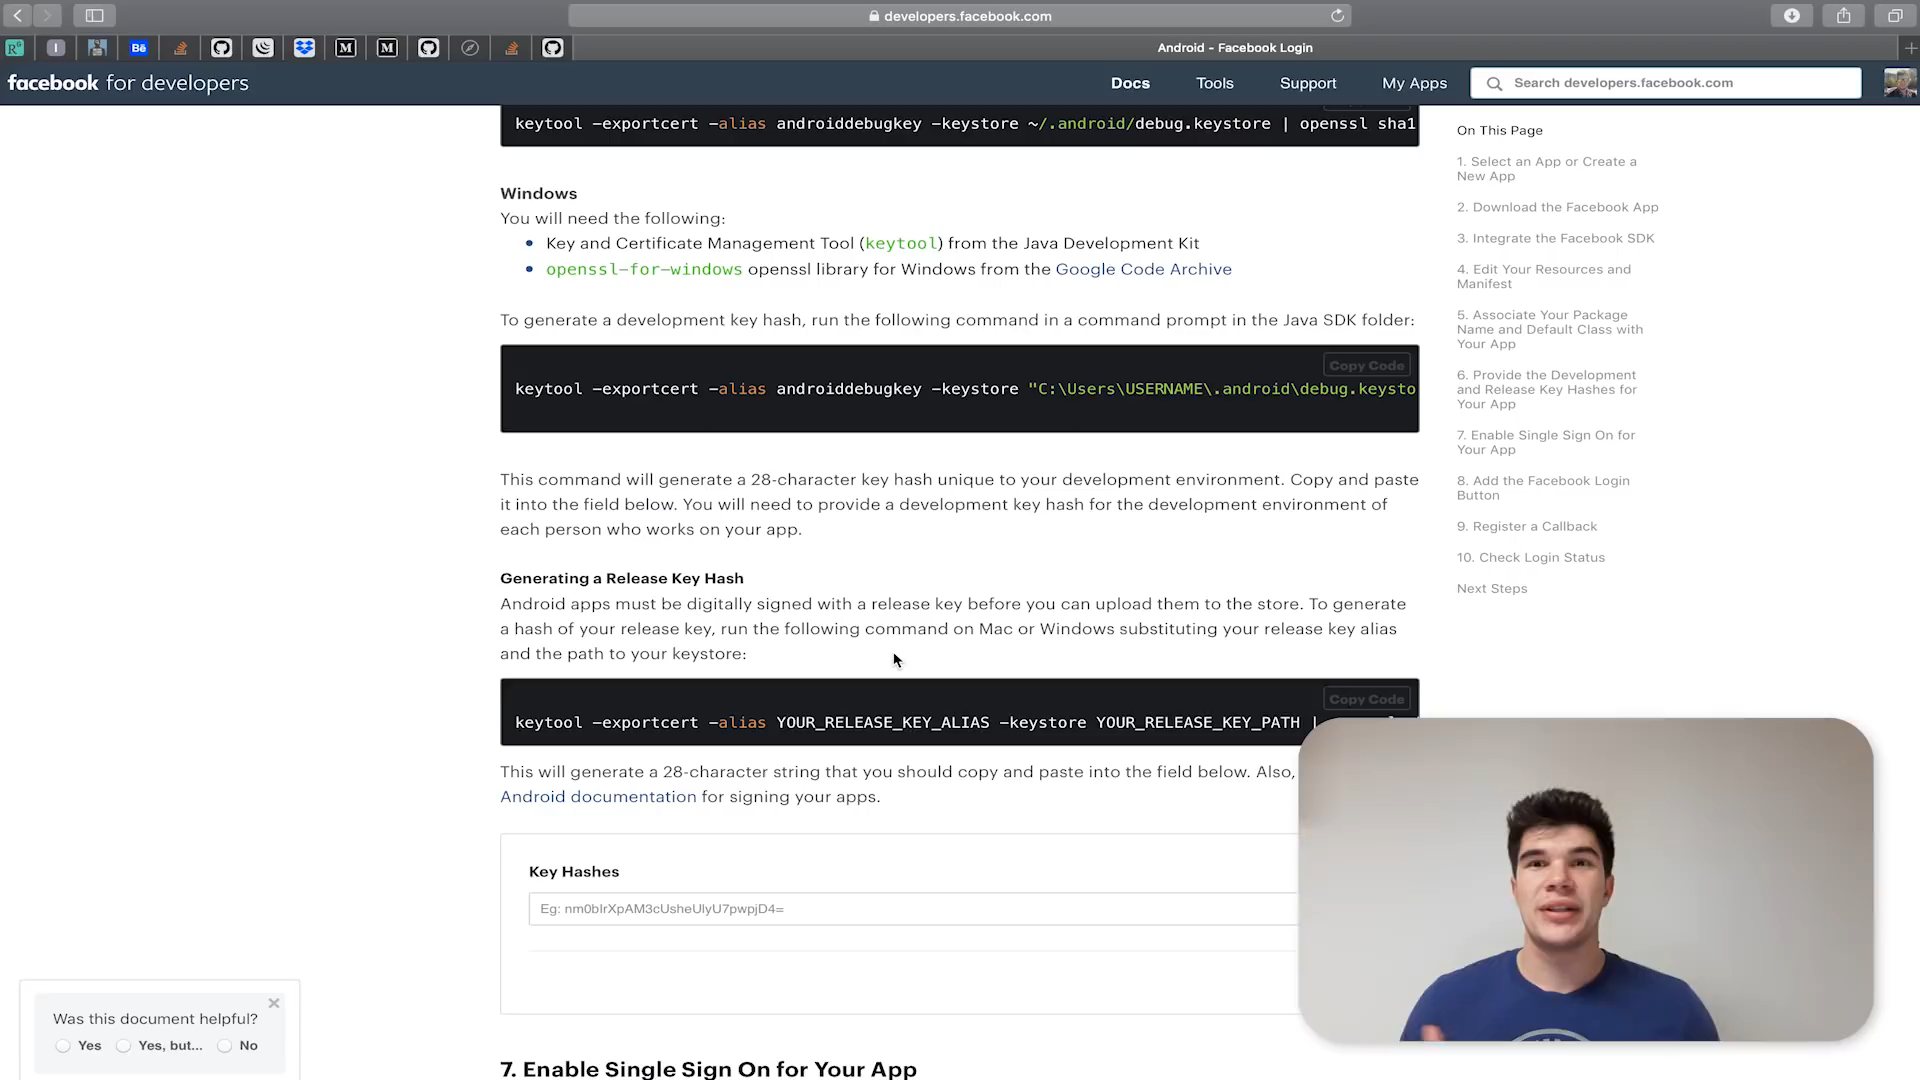 developers.facebook.com
Android - Facebook Login
facebook for developers
Docs
Tools
Support
My Apps
Search developers.facebook.com
keytool -exportcert -alias androiddebugkey -keystore ~/.android/debug.keystore | openssl sha1
Windows
You will need the following:
Key and Certificate Management Tool (keytool) from the Java Development Kit
openssl-for-windows openssl library for Windows from the Google Code Archive
To generate a development key hash, run the following command in a command prompt in the Java SDK folder:
Copy Code
keytool -exportcert -alias androiddebugkey -keystore "C:\Users\USERNAME\.android\debug.keysto
This command will generate a 28-character key hash unique to your development environment. Copy and paste
it into the field below. You will need to provide a development key hash for the development environment of
each person who works on your app.
Generating a Release Key Hash
Android apps must be digitally signed with a release key before you can upload them to the store. To generate
a hash of your release key, run the following command on Mac or Windows substituting your release key alias
and the path to your keystore:
Copy Code
keytool -exportcert -alias YOUR_RELEASE_KEY_ALIAS -keystore YOUR_RELEASE_KEY_PATH |
This will generate a 28-character string that you should copy and paste into the field below. Also,
Android documentation for signing your apps.
Key Hashes
Eg: nm0blrXpAM3cUsheUlyU7pwpjD4=
7. Enable Single Sign On for Your App
On This Page
1. Select an App or Create a
New App
2. Download the Facebook App
3. Integrate the Facebook SDK
4. Edit Your Resources and
Manifest
5. Associate Your Package
Name and Default Class with
Your App
6. Provide the Development
and Release Key Hashes for
Your App
7. Enable Single Sign On for
Your App
8. Add the Facebook Login
Button
9. Register a Callback
10. Check Login Status
Next Steps
Was this document helpful?
Yes
Yes, but...
No